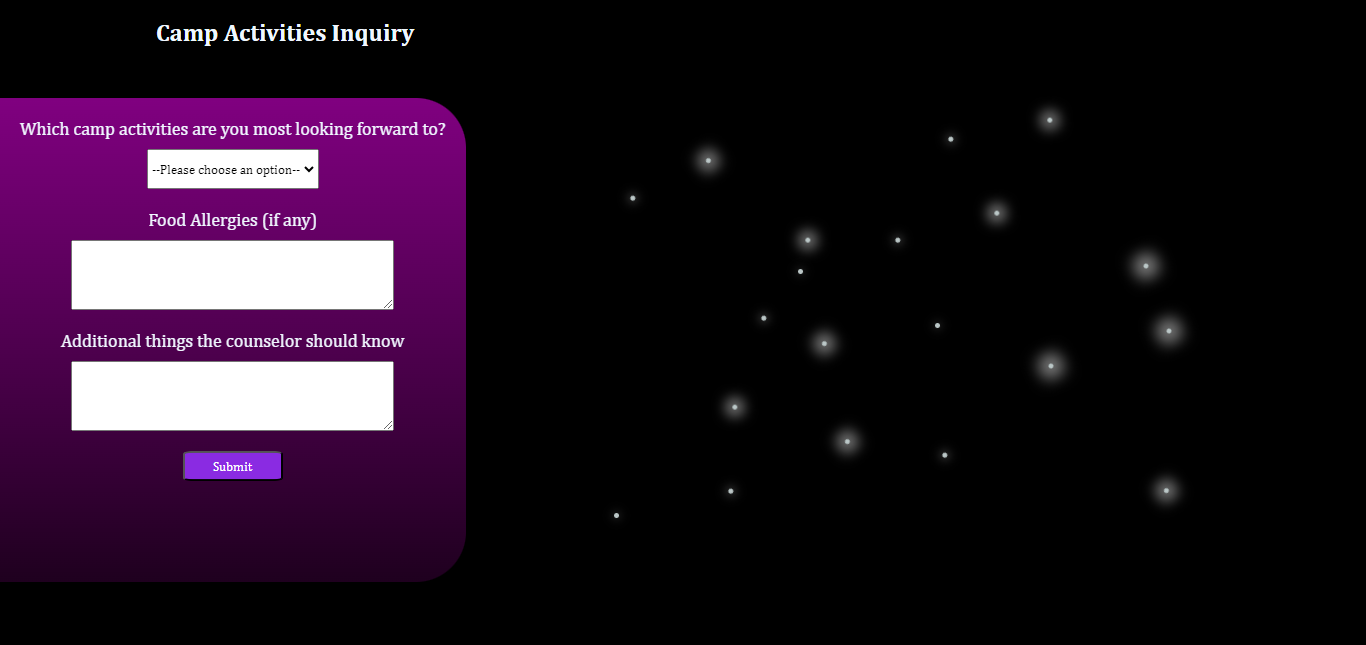 Camp Activities Inquiry
Which camp activities are you most looking forward to?
--Please choose an option--
Food Allergies (if any)
Additional things the counselor should know
Submit